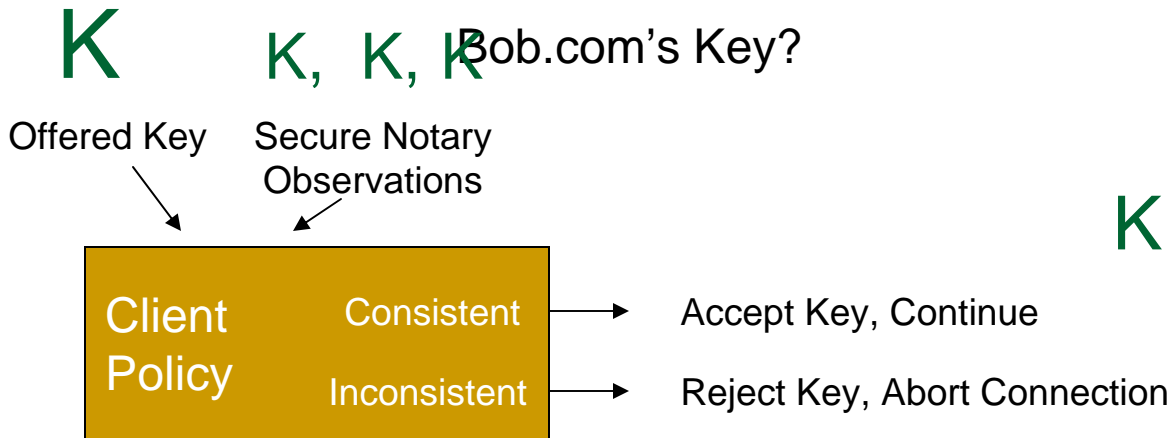 K
K, K, K
Bob.com's Key?
Offered Key
Secure Notary
Observations
K
Client
Policy
Consistent
Accept Key, Continue
Inconsistent
Reject Key, Abort Connection